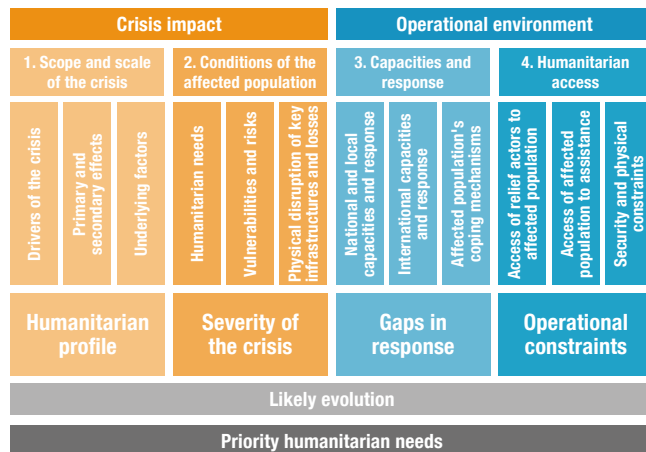 Crisis impact
Operational environment
1. Scope and scale
of the crisis
2. Conditions of the
affected population
3. Capacities and
response
4. Humanitarian
access
Drivers of the crisis
Primary and
secondary effects
Underlying factors
Humanitarian needs
Vulnerabilities and risks
Physical disruption of key
infrastructures and losses
National and local
capacities and response
International capacities
and response
Affected population's
coping mechanisms
Access of relief actors to
affected population
Access of affected
population to assistance
Security and physical
constraints
Humanitarian
profile
Severity of
the crisis
Gaps in
response
Operational
constraints
Likely evolution
Priority humanitarian needs